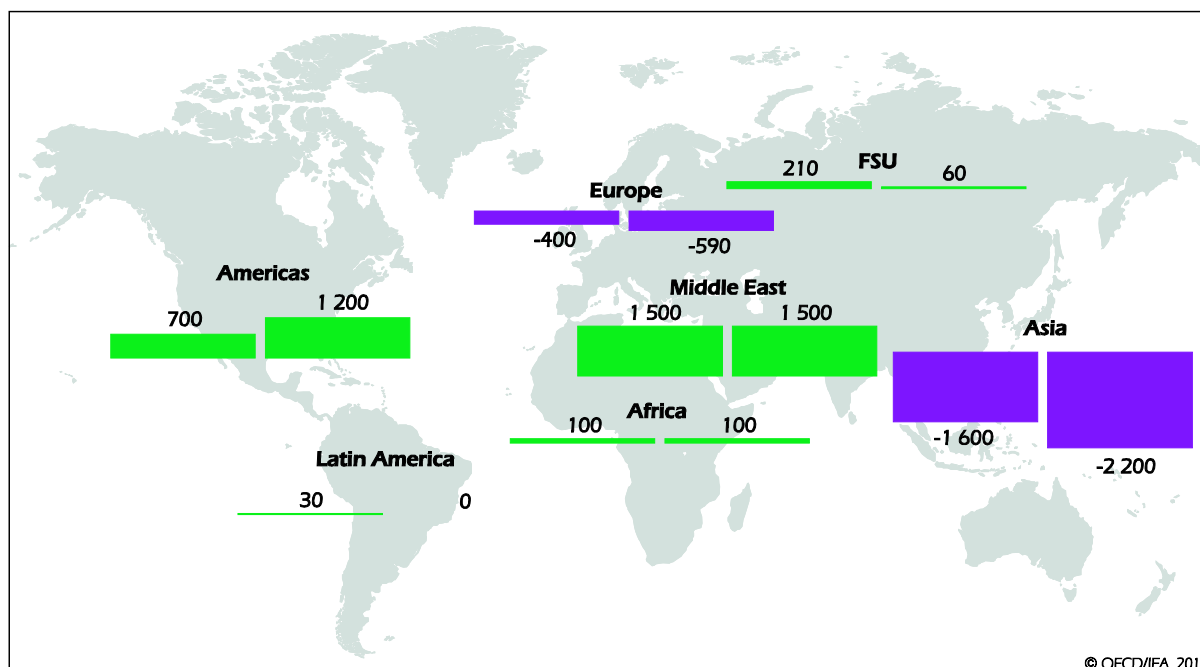 FSU
210
60
Europe
-400
-590
Americas
700
1 200
Middle East
1 500
1 500
Asia
-1 600
-2 200
Africa
100
100
Latin America
30
0
© OECD/IEA, 201